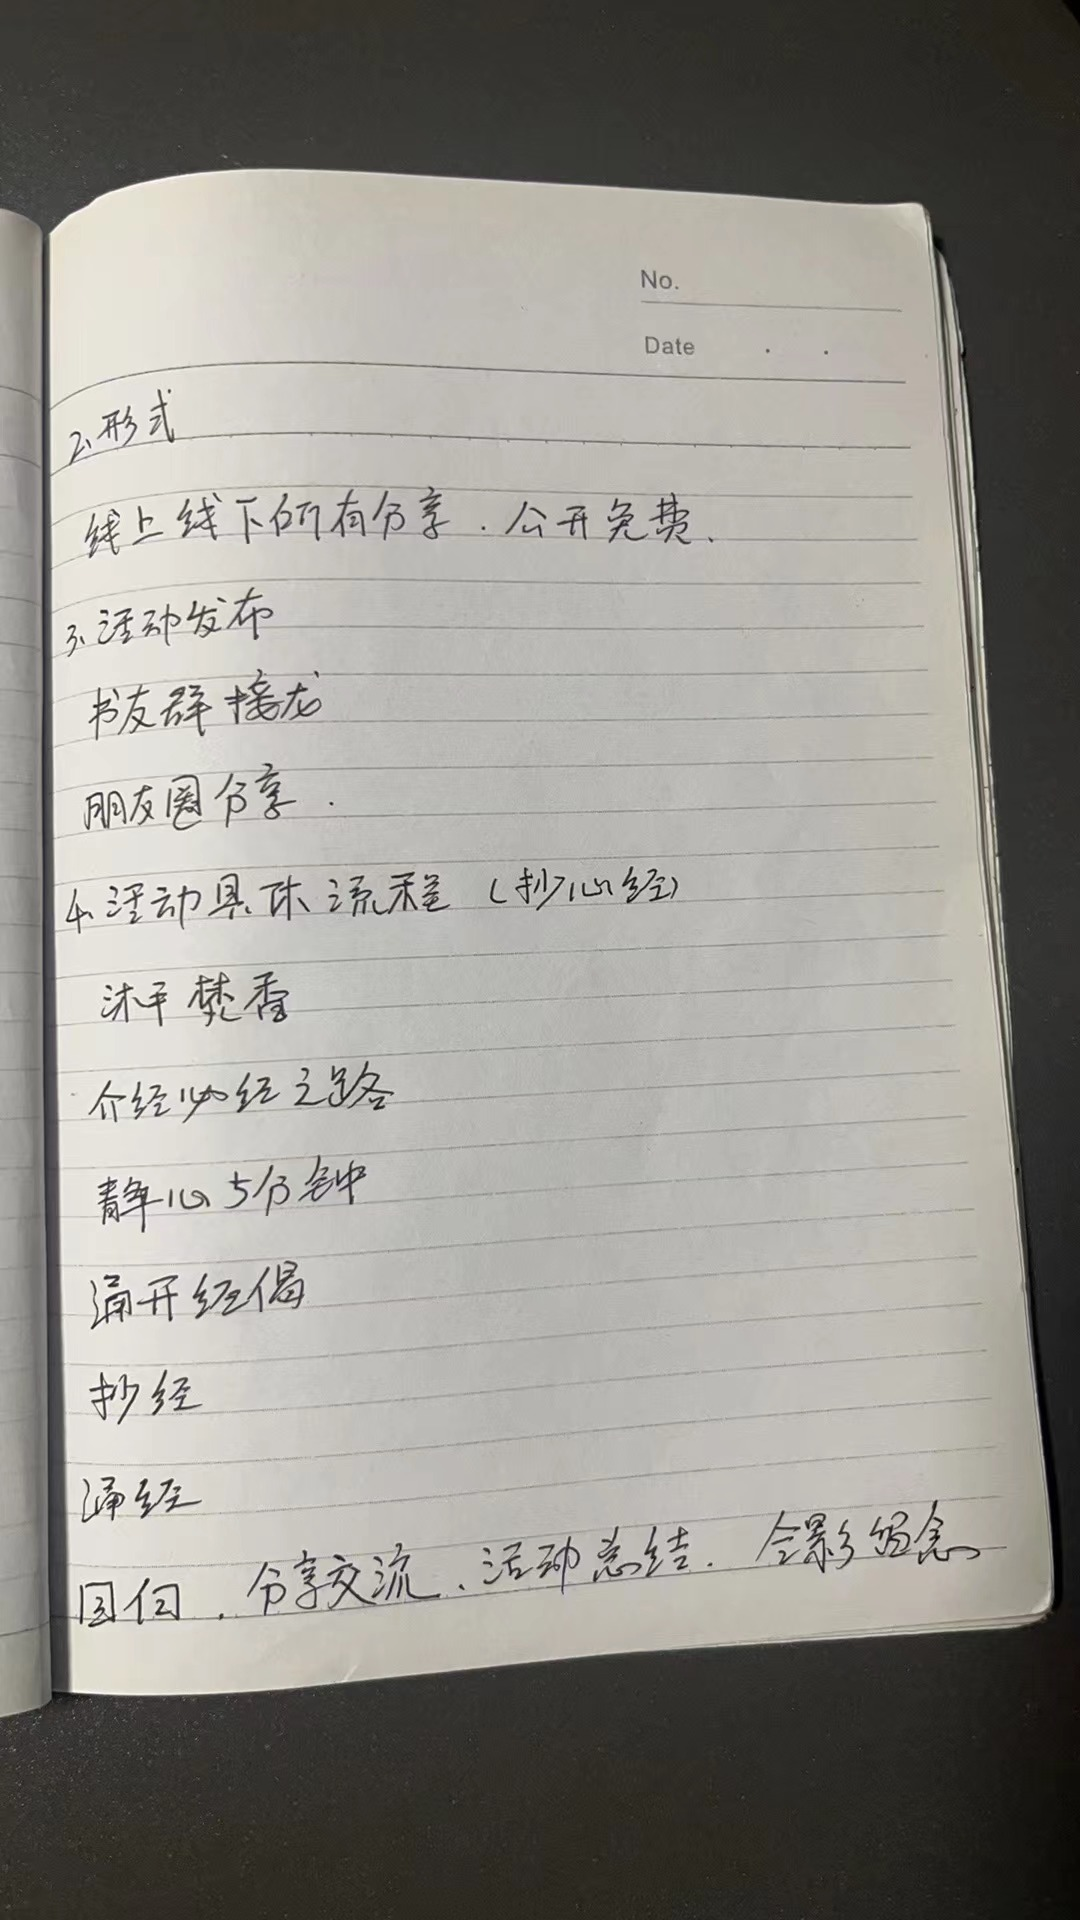 No.
Date . .
2、形式
线上线下所有分享.公开免费.
3、活动发布
书友群接龙
朋友圈分享.
4、活动具体流程(抄心经)
沐手焚香
介绍必经之路
静心5分钟
诵开经偈
抄经
诵经
回向.分享交流、活动总结.合影留念